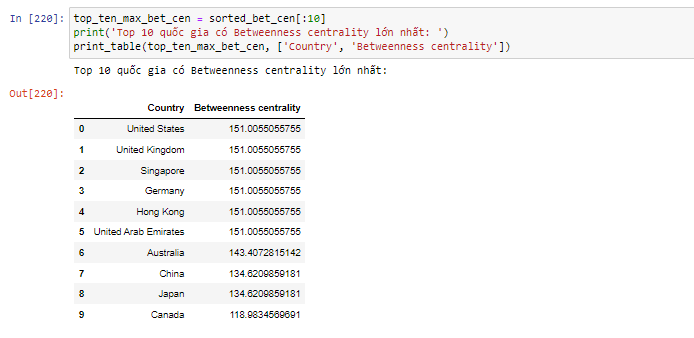 In [220]: top_ten_max_bet_cen = sorted_bet_cen[:10]
print('Top 10 quốc gia có Betweenness centrality lớn nhất: ')
print_table(top_ten_max_bet_cen, ['Country', 'Betweenness centrality'])
Top 10 quốc gia có Betweenness centrality lớn nhất:
Out[220]:
Country Betweenness centrality
0 United States 151.0055055755
1 United Kingdom 151.0055055755
2 Singapore 151.0055055755
3 Germany 151.0055055755
4 Hong Kong 151.0055055755
5 United Arab Emirates 151.0055055755
6 Australia 143.4072815142
7 China 134.6209859181
8 Japan 134.6209859181
9 Canada 118.9834569691